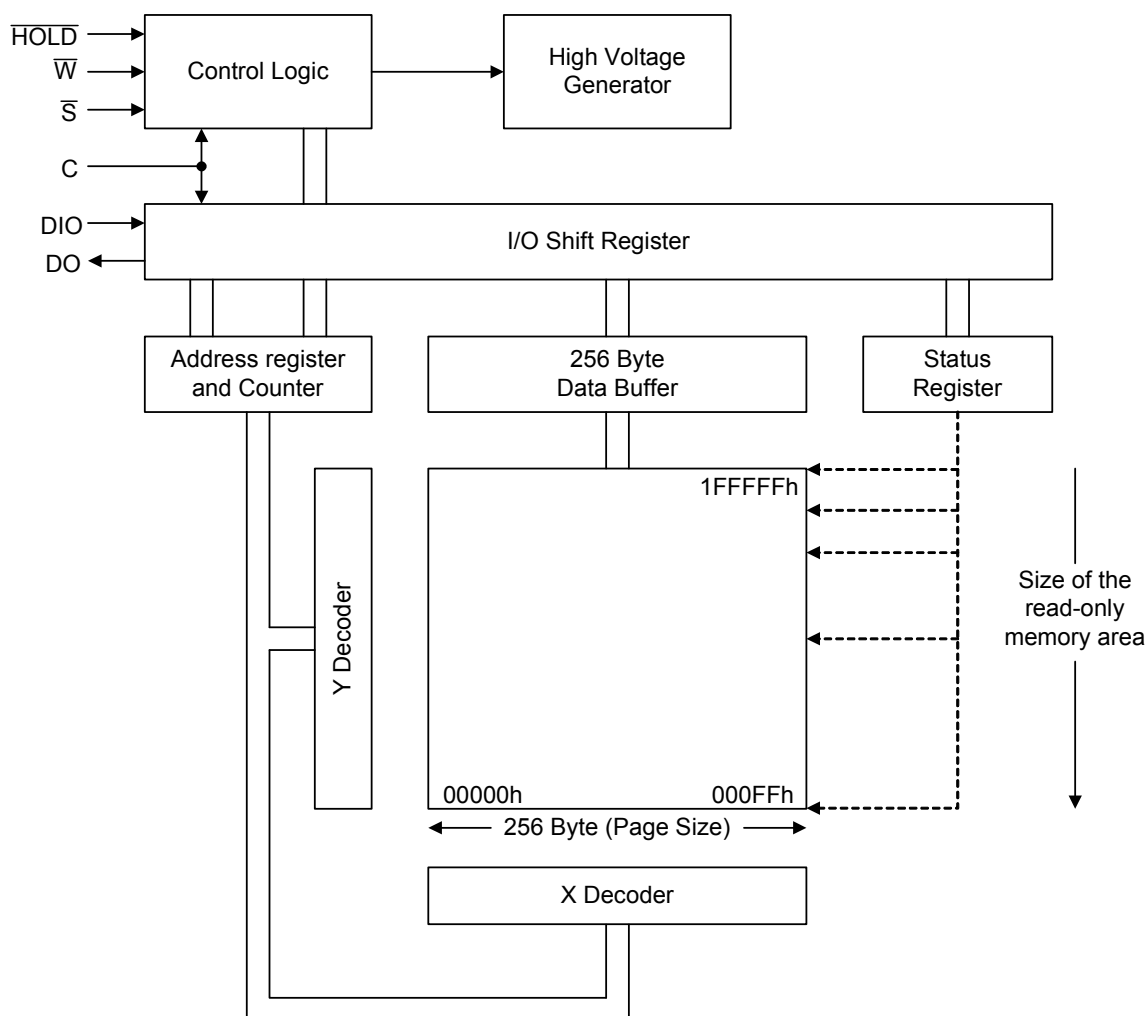 HOLD
W
S
C
DIO
DO
Control Logic
High Voltage
Generator
I/O Shift Register
Address register
and Counter
256 Byte
Data Buffer
Status
Register
Y Decoder
1FFFFFh
00000h
000FFh
256 Byte (Page Size)
X Decoder
Size of the
read-only
memory area